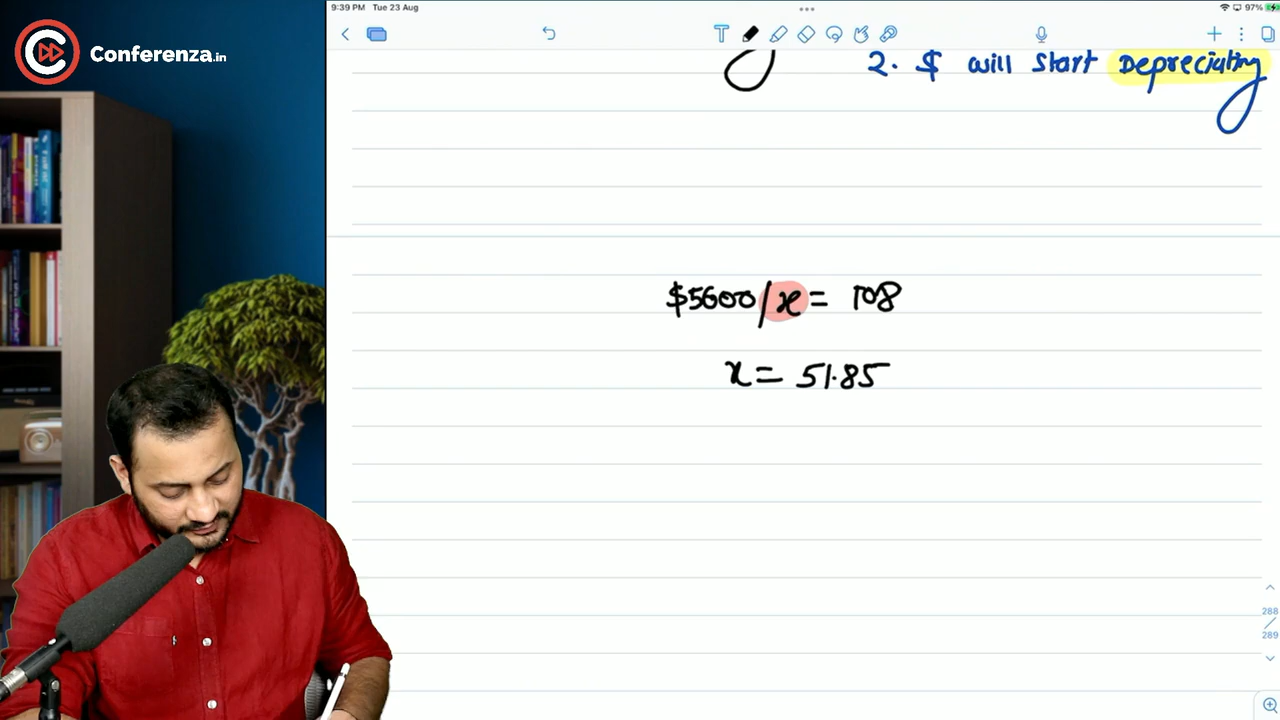 9:39 PM Tue 23 Aug
97%
Conferenza.in
T
2. $ will start Depreciating
$5600/x = 108
x = 51.85
288
289